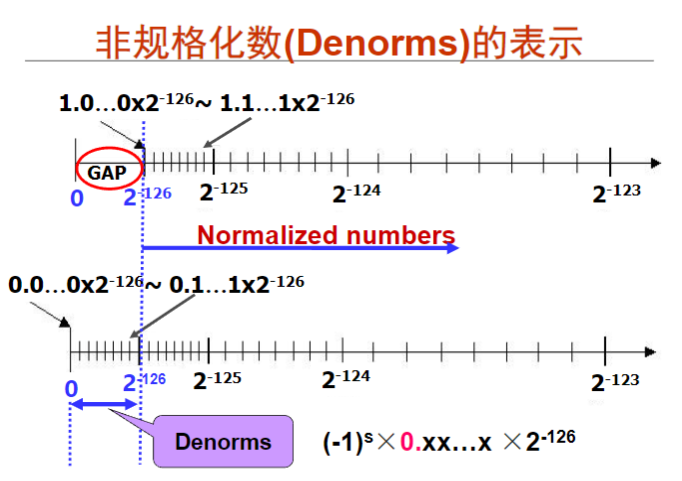 非规格化数(Denorms)的表示
1.0…0x2-126~ 1.1…1x2-126
GAP
0 2-126 2-125 2-124 2-123
Normalized numbers
0.0…0x2-126~ 0.1…1x2-126
0 2-126 2-125 2-124 2-123
Denorms
(-1)s×0.xx…x ×2-126